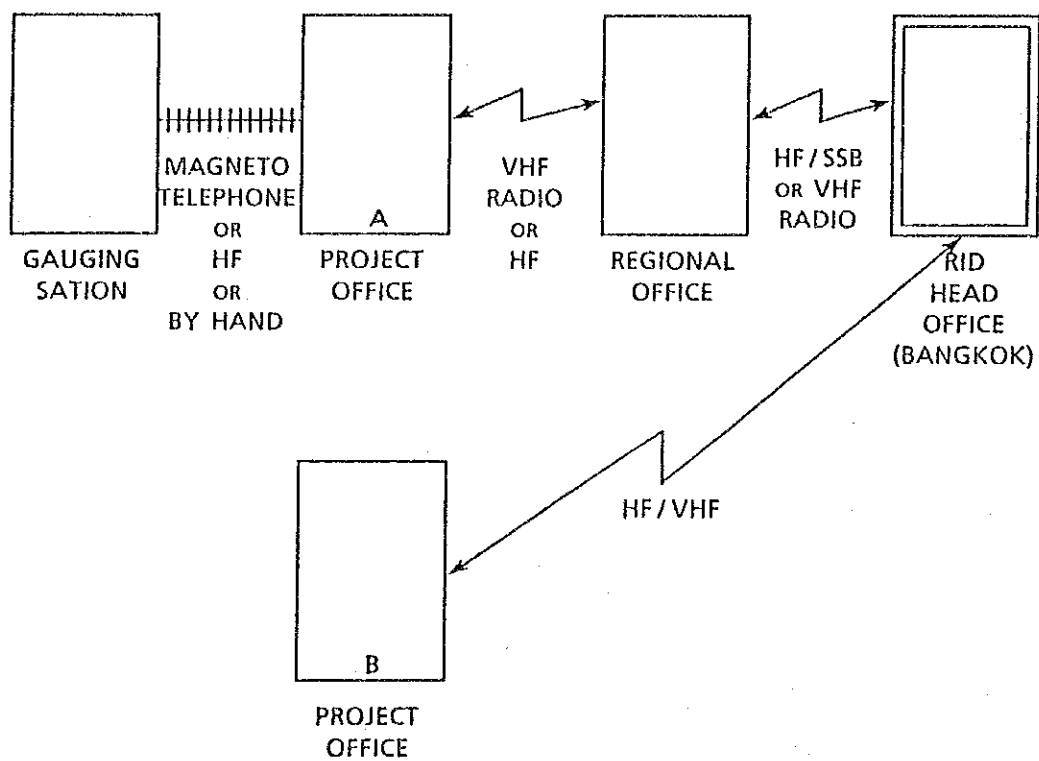 GAUGING
SATION
MAGNETO
TELEPHONE
OR
HF
OR
BY HAND
A
PROJECT
OFFICE
VHF
RADIO
OR
HF
REGIONAL
OFFICE
HF / SSB
OR VHF
RADIO
RID
HEAD
OFFICE
(BANGKOK)
HF / VHF
B
PROJECT
OFFICE